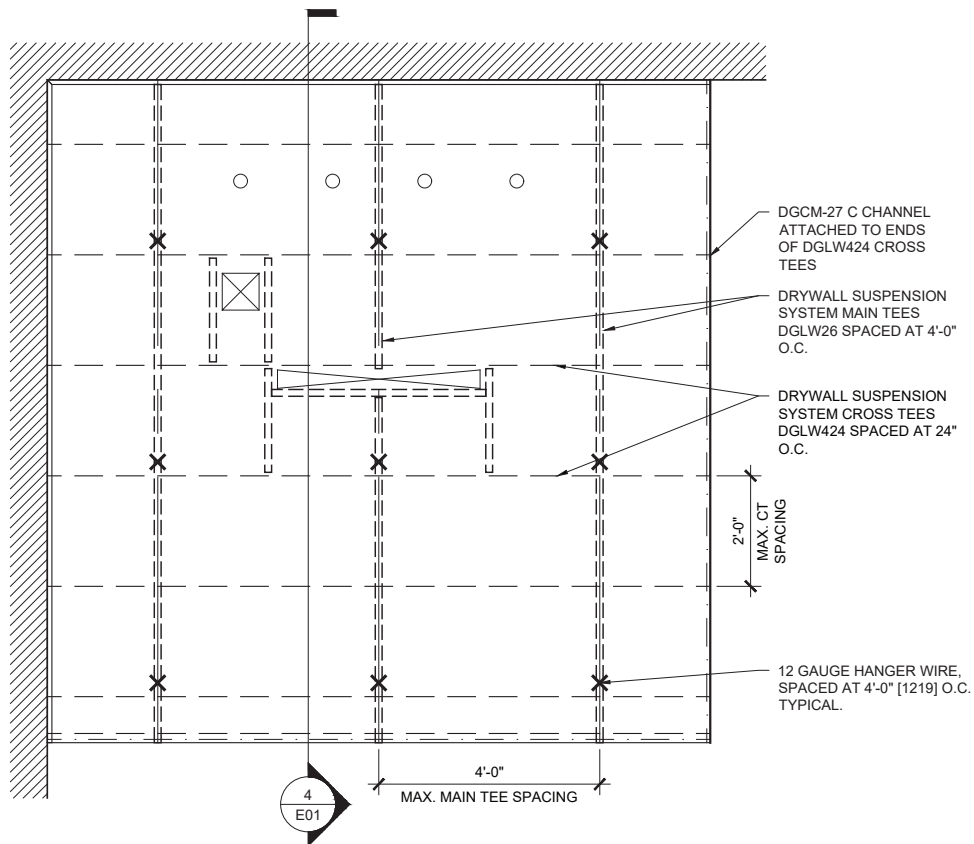 DGCM-27 C CHANNEL
ATTACHED TO ENDS
OF DGLW424 CROSS
TEES
DRYWALL SUSPENSION
SYSTEM MAIN TEES
DGLW26 SPACED AT 4'-0"
O.C.
DRYWALL SUSPENSION
SYSTEM CROSS TEES
DGLW424 SPACED AT 24"
O.C.
2'-0"
MAX. CT
SPACING
12 GAUGE HANGER WIRE,
SPACED AT 4'-0" [1219] O.C.
TYPICAL.
4'-0"
MAX. MAIN TEE SPACING
4
E01